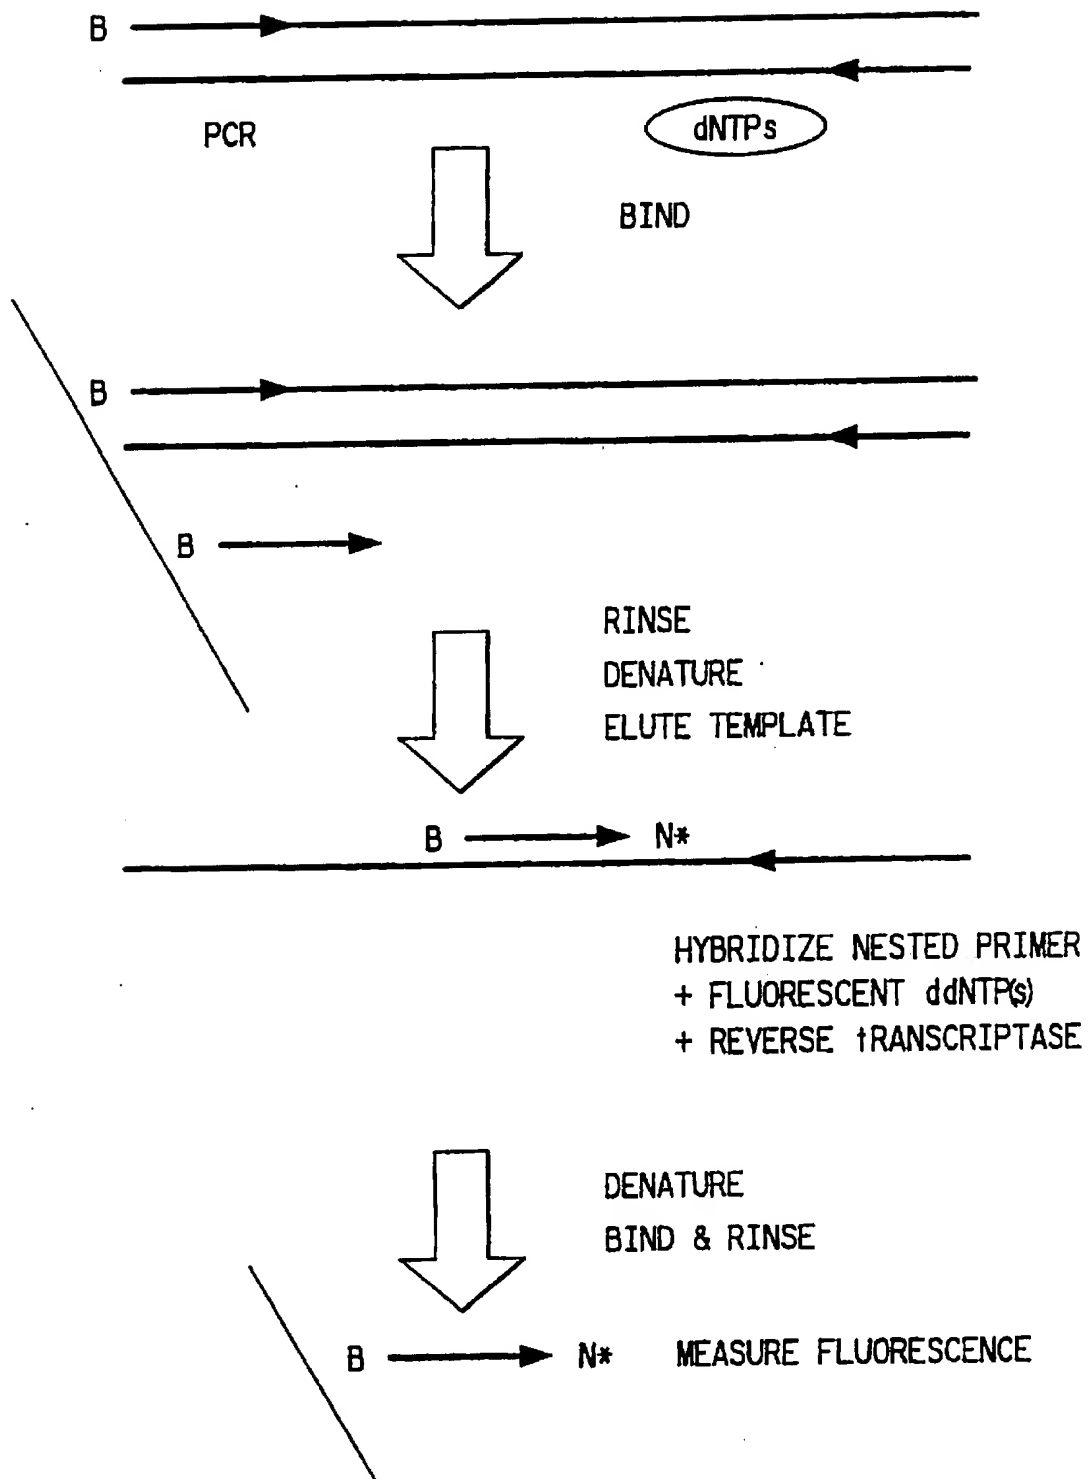 B
PCR
dNTPs
BIND
B
B
RINSE
DENATURE
ELUTE TEMPLATE
B N*
HYBRIDIZE NESTED PRIMER
+ FLUORESCENT ddNTP(s)
+ REVERSE tRANSCRIPTASE
DENATURE
BIND & RINSE
B N* MEASURE FLUORESCENCE